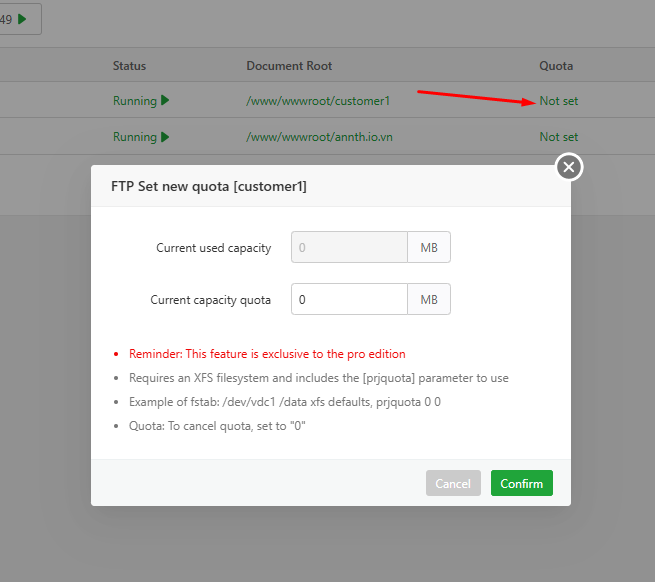 49
Status Document Root Quota
Running /www/wwwroot/customer1 Not set
Running /www/wwwroot/annth.io.vn Not set
FTP Set new quota [customer1]
Current used capacity 0 MB
Current capacity quota 0 MB
Reminder: This feature is exclusive to the pro edition
Requires an XFS filesystem and includes the [prjquota] parameter to use
Example of fstab: /dev/vdc1 /data xfs defaults, prjquota 0 0
Quota: To cancel quota, set to "0"
Cancel Confirm